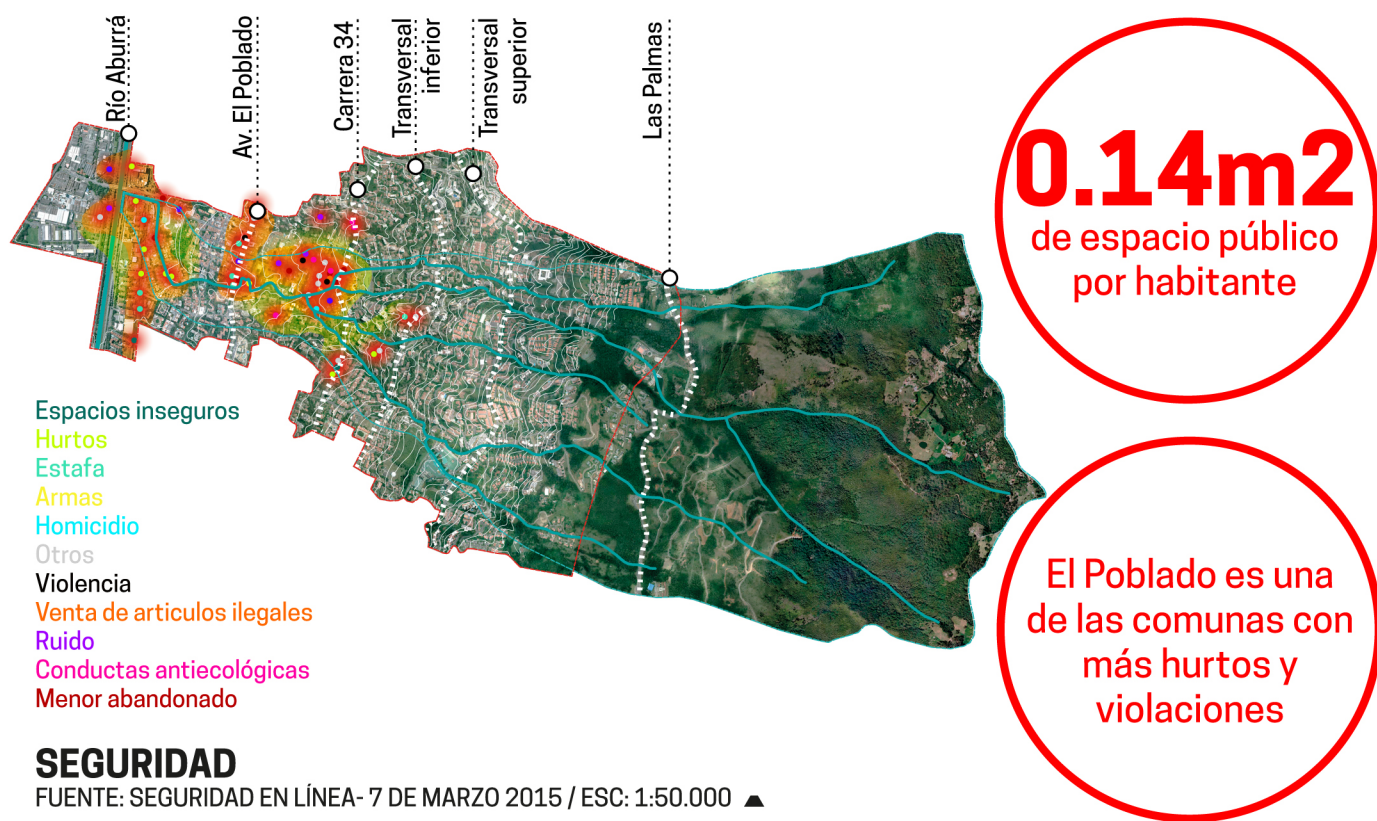 Río Aburrá
Av. El Poblado
Carrera 34
Transversal
inferior
Transversal
superior
Las Palmas
0.14m2
de espacio público
por habitante
Espacios inseguros
Hurtos
Estafa
Armas
Homicidio
Otros
Violencia
Venta de articulos ilegales
Ruido
Conductas antiecológicas
Menor abandonado
El Poblado es una
de las comunas con
más hurtos y
violaciones
SEGURIDAD
FUENTE: SEGURIDAD EN LÍNEA- 7 DE MARZO 2015 / ESC: 1:50.000